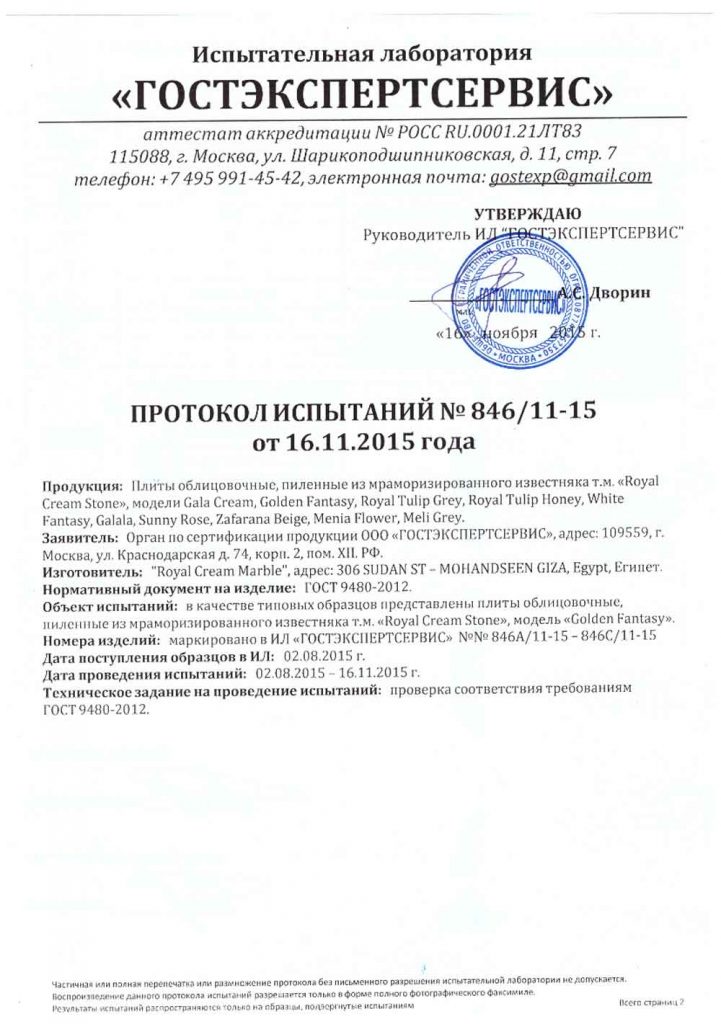 Испытательная лаборатория
«ГОСТЭКСПЕРТСЕРВИС»
аттестат аккредитации № РОСС RU.0001.21ЛТ83
115088, г. Москва, ул. Шарикоподшипниковская, д. 11, стр. 7
телефон: +7 495 991-45-42, электронная почта: gostexp@gmail.com
УТВЕРЖДАЮ
Руководитель ИЛ "ГОСТЭКСПЕРТСЕРВИС"
«ГОСТЭКСПЕРТСЕРВИС»
МОСКВА
А.С. Дворин
«16» ноября 2015 г.
ПРОТОКОЛ ИСПЫТАНИЙ № 846/11-15
от 16.11.2015 года
Продукция: Плиты облицовочные, пиленные из мраморизированного известняка т.м. «Royal
Cream Stone», модели Gala Cream, Golden Fantasy, Royal Tulip Grey, Royal Tulip Honey, White
Fantasy, Galala, Sunny Rose, Zafarana Beige, Menia Flower, Meli Grey.
Заявитель: Орган по сертификации продукции ООО «ГОСТЭКСПЕРТСЕРВИС», адрес: 109559, г.
Москва, ул. Краснодарская д. 74, корп. 2, пом. XII. РФ.
Изготовитель: "Royal Cream Marble", адрес: 306 SUDAN ST – MOHANDSEEN GIZA, Egypt, Египет.
Нормативный документ на изделие: ГОСТ 9480-2012.
Объект испытаний: в качестве типовых образцов представлены плиты облицовочные,
пиленные из мраморизированного известняка т.м. «Royal Cream Stone», модель «Golden Fantasy».
Номера изделий: маркировано в ИЛ «ГОСТЭКСПЕРТСЕРВИС» №№ 846А/11-15 – 846С/11-15
Дата поступления образцов в ИЛ: 02.08.2015 г.
Дата проведения испытаний: 02.08.2015 – 16.11.2015 г.
Техническое задание на проведение испытаний: проверка соответствия требованиям
ГОСТ 9480-2012.
Частичная или полная перепечатка или размножение протокола без письменного разрешения испытательной лаборатории не допускается.
Воспроизведение данного протокола испытаний разрешается только в форме полного фотографического факсимиле.
Результаты испытаний распространяются только на образцы, подвергнутые испытаниям
Всего страниц 2